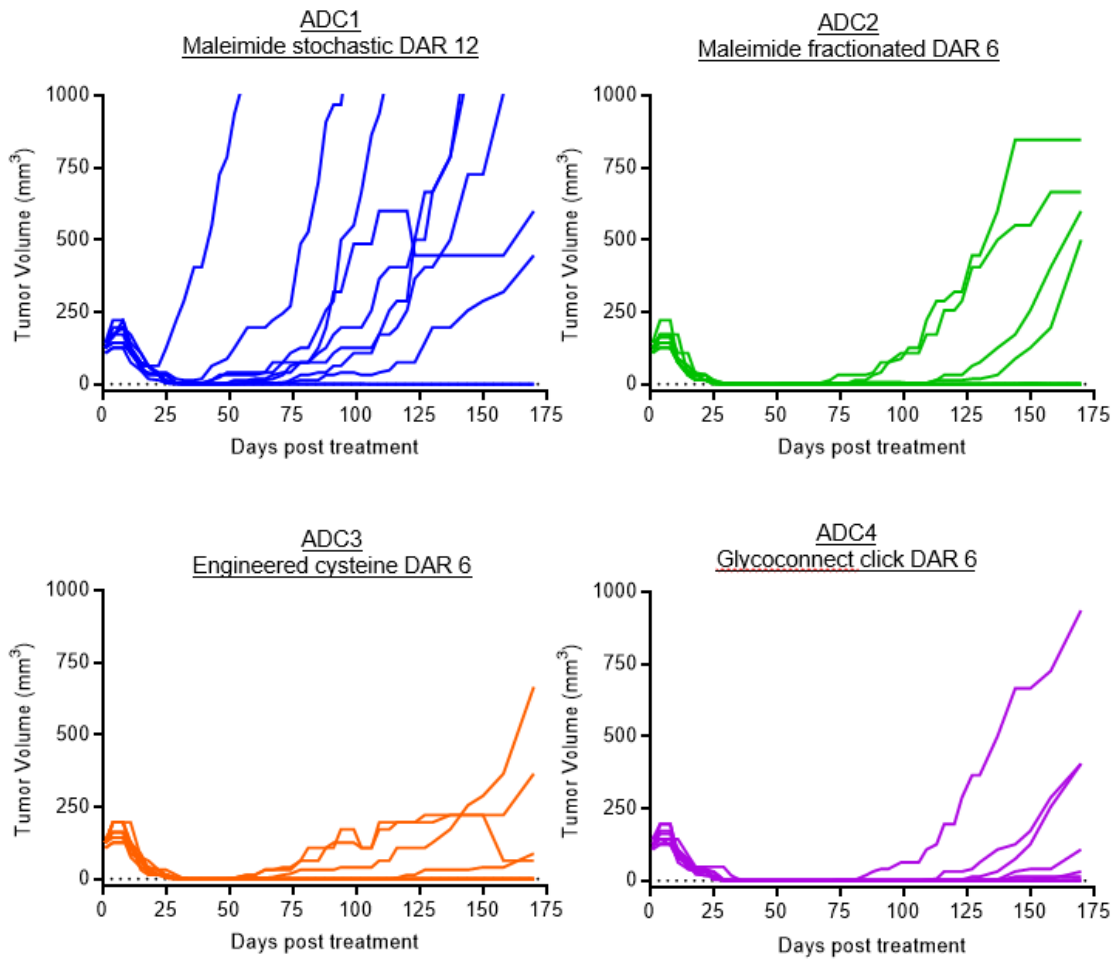 ADC1
Maleimide stochastic DAR 12
1000
750
500
250
0
Tumor Volume (mm³)
0 25 50 75 100 125 150 175
Days post treatment
ADC2
Maleimide fractionated DAR 6
1000
750
500
250
0
Tumor Volume (mm³)
0 25 50 75 100 125 150 175
Days post treatment
ADC3
Engineered cysteine DAR 6
1000
750
500
250
0
Tumor Volume (mm³)
0 25 50 75 100 125 150 175
Days post treatment
ADC4
Glycoconnect click DAR 6
1000
750
500
250
0
Tumor Volume (mm³)
0 25 50 75 100 125 150 175
Days post treatment